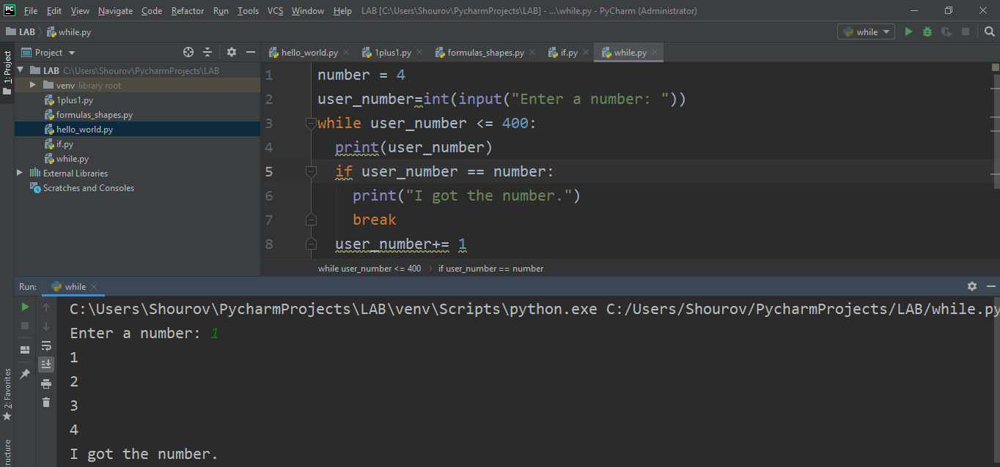 PC File Edit View Navigate Code Refactor Run Tools VCS Window Help LAB [C:\Users\Shourov\PycharmProjects\LAB] - ...\while.py - PyCharm (Administrator)
LAB while.py while
1: Project
Project
hello_world.py 1plus1.py formulas_shapes.py if.py while.py
LAB C:\Users\Shourov\PycharmProjects\LAB
venv library root
1plus1.py
formulas_shapes.py
hello_world.py
if.py
while.py
External Libraries
Scratches and Consoles
1 number = 4
2 user_number=int(input("Enter a number: "))
3 while user_number <= 400:
4 print(user_number)
5 if user_number == number:
6 print("I got the number.")
7 break
8 user_number+= 1
while user_number <= 400 › if user_number == number
Run: while
C:\Users\Shourov\PycharmProjects\LAB\venv\Scripts\python.exe C:/Users/Shourov/PycharmProjects/LAB/while.py
Enter a number: 1
1
2
3
4
I got the number.
2: Favorites
ructure